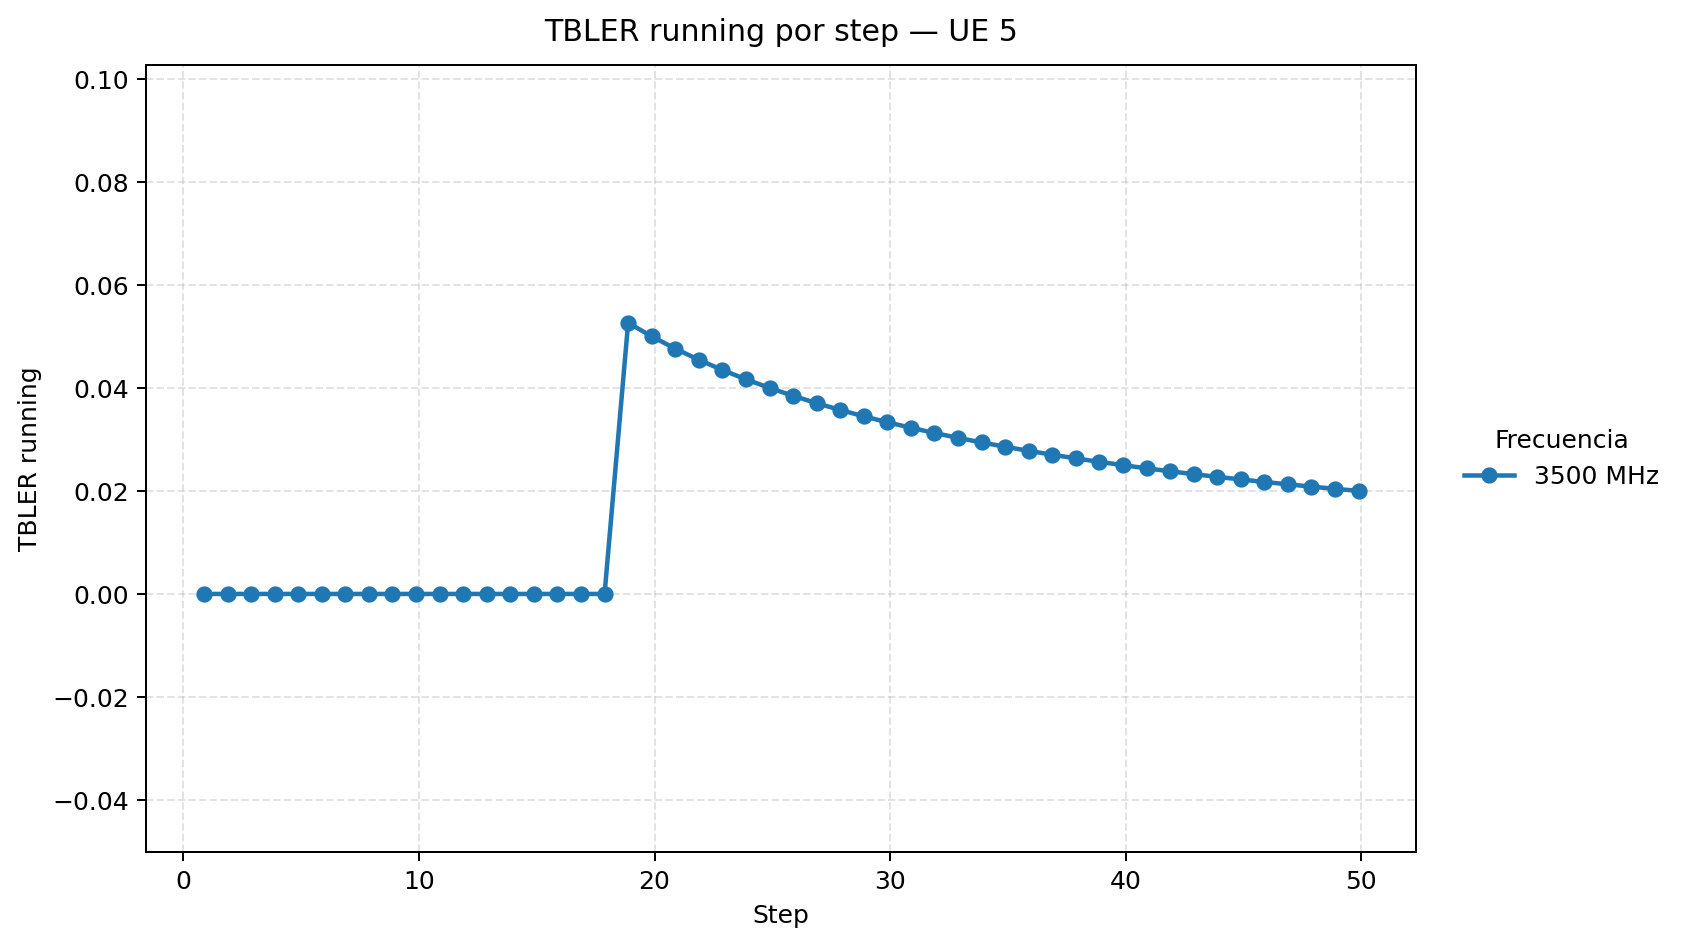 TBLER running por step — UE 5
0.10
0.08
0.06
0.04
0.02
0.00
−0.02
−0.04
TBLER running
0
10
20
30
40
50
Step
Frecuencia
3500 MHz